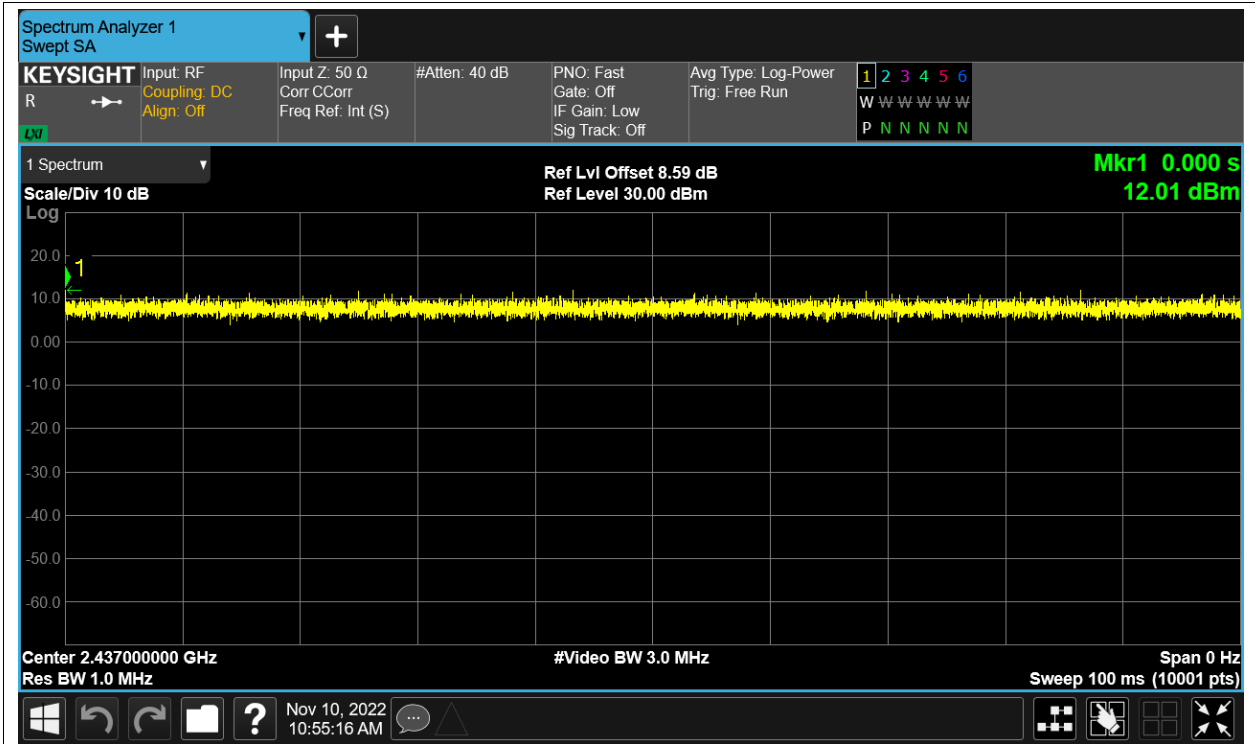 Spectrum Analyzer 1
Swept SA
KEYSIGHT
R
LXI
Input: RF
Coupling: DC
Align: Off
Input Z: 50 Ω
Corr CCorr
Freq Ref: Int (S)
#Atten: 40 dB
PNO: Fast
Gate: Off
IF Gain: Low
Sig Track: Off
Avg Type: Log-Power
Trig: Free Run
1 2 3 4 5 6
W W W W W W
P N N N N N
1 Spectrum
Scale/Div 10 dB
Ref Lvl Offset 8.59 dB
Ref Level 30.00 dBm
Mkr1 0.000 s
12.01 dBm
Log
20.0
1
10.0
0.00
-10.0
-20.0
-30.0
-40.0
-50.0
-60.0
Center 2.437000000 GHz
#Video BW 3.0 MHz
Span 0 Hz
Res BW 1.0 MHz
Sweep 100 ms (10001 pts)
?
Nov 10, 2022
10:55:16 AM